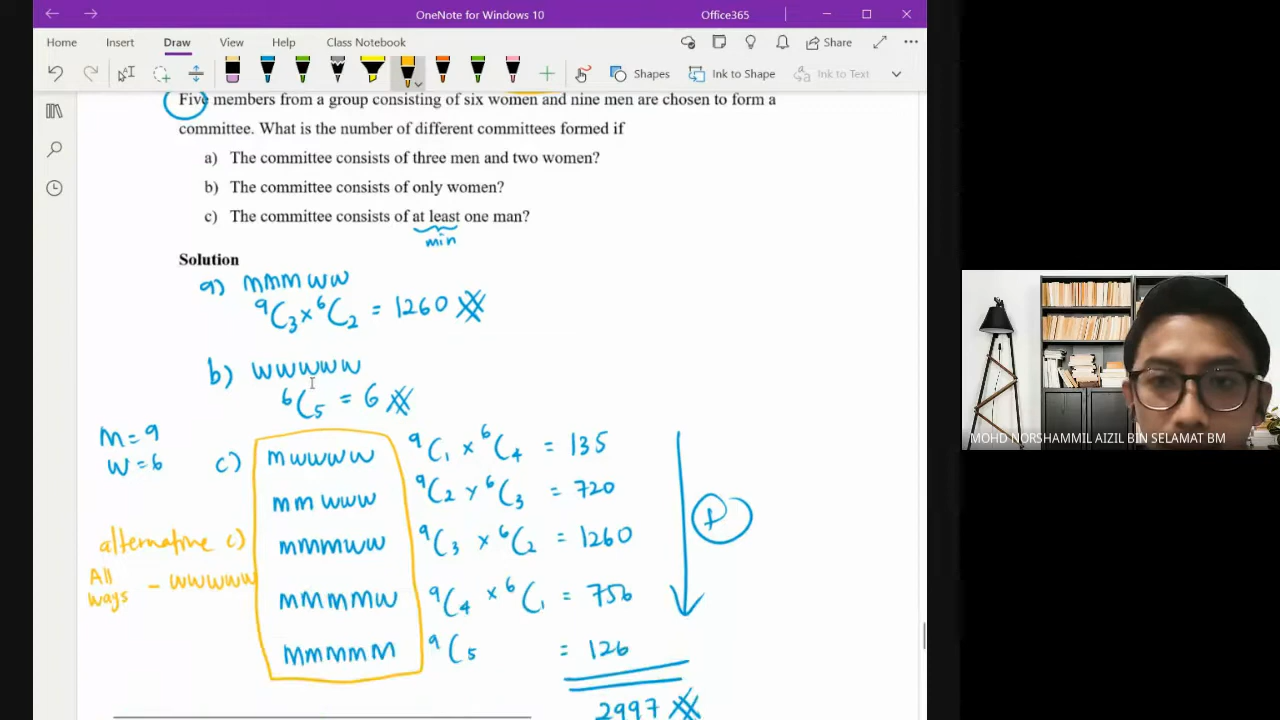 OneNote for Windows 10
Office365
Home Insert Draw View Help Class Notebook
Share
Shapes Ink to Shape Ink to Text
Five members from a group consisting of six women and nine men are chosen to form a
committee. What is the number of different committees formed if
a) The committee consists of three men and two women?
b) The committee consists of only women?
c) The committee consists of at least one man?
min
Solution
a) MMMWW
⁹C₃ × ⁶C₂ = 1260
b) WWWWW
⁶C₅ = 6
M=9
W=6
c) MWWWW ⁹C₁ × ⁶C₄ = 135
MMWWW ⁹C₂ × ⁶C₃ = 720
MMMWW ⁹C₃ × ⁶C₂ = 1260
MMMMW ⁹C₄ × ⁶C₁ = 756
MMMMM ⁹C₅ = 126
+
2997
alternative c)
All ways - WWWWW
MOHD NORSHAMMIL AIZIL BIN SELAMAT BM